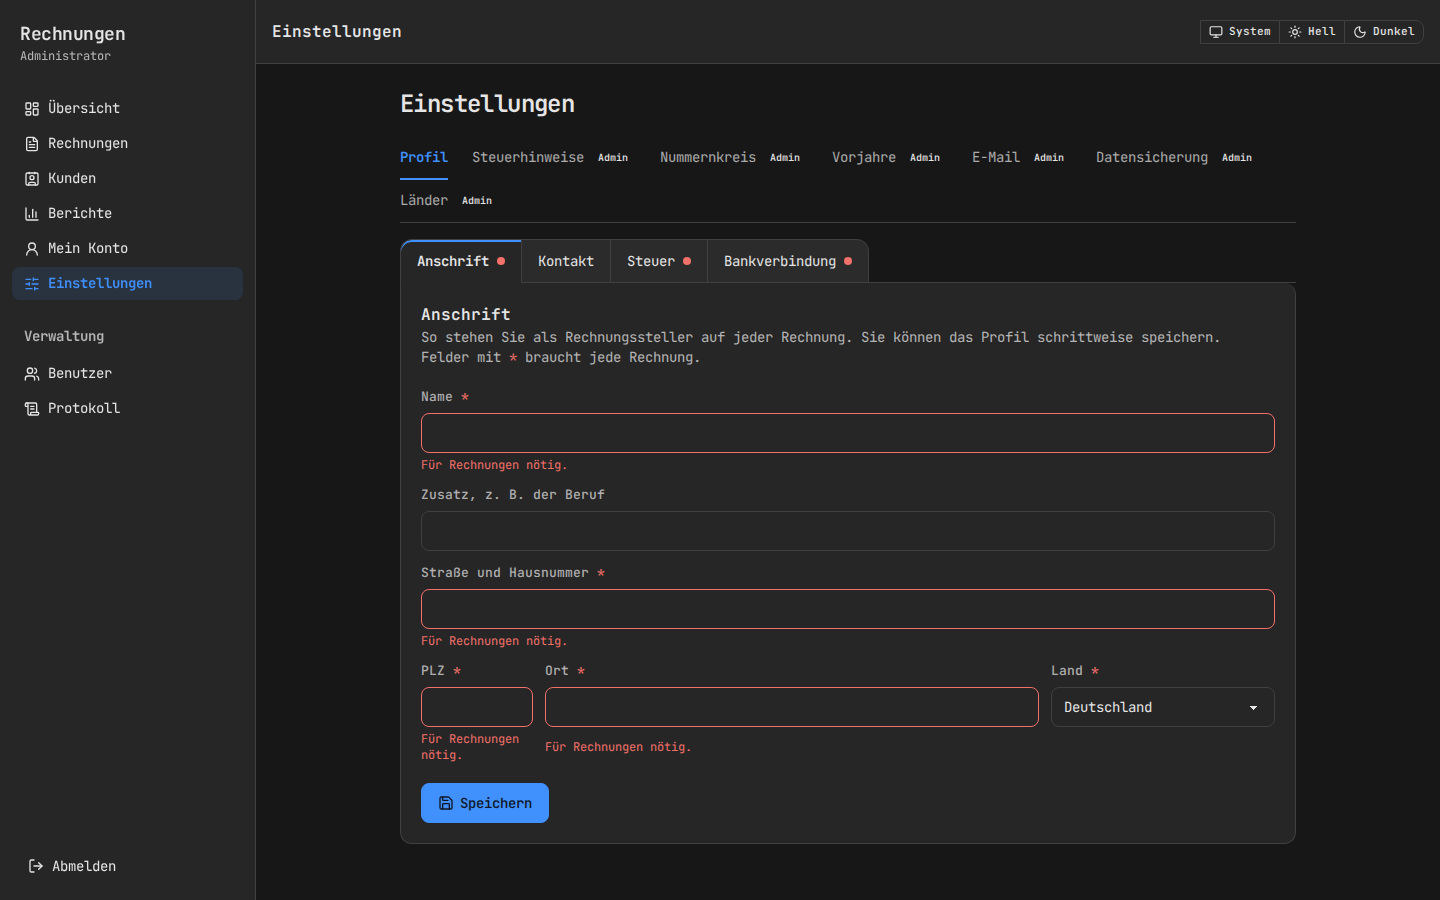 Rechnungen
Administrator
Übersicht
Rechnungen
Kunden
Berichte
Mein Konto
Einstellungen
Verwaltung
Benutzer
Protokoll
Abmelden
Einstellungen
System Hell Dunkel
Einstellungen
Profil Steuerhinweise Admin Nummernkreis Admin Vorjahre Admin E-Mail Admin Datensicherung Admin
Länder Admin
Anschrift Kontakt Steuer Bankverbindung
Anschrift
So stehen Sie als Rechnungssteller auf jeder Rechnung. Sie können das Profil schrittweise speichern.
Felder mit * braucht jede Rechnung.
Name *
Für Rechnungen nötig.
Zusatz, z. B. der Beruf
Straße und Hausnummer *
Für Rechnungen nötig.
PLZ * Ort * Land *
Deutschland
Für Rechnungen
nötig.
Für Rechnungen nötig.
Speichern